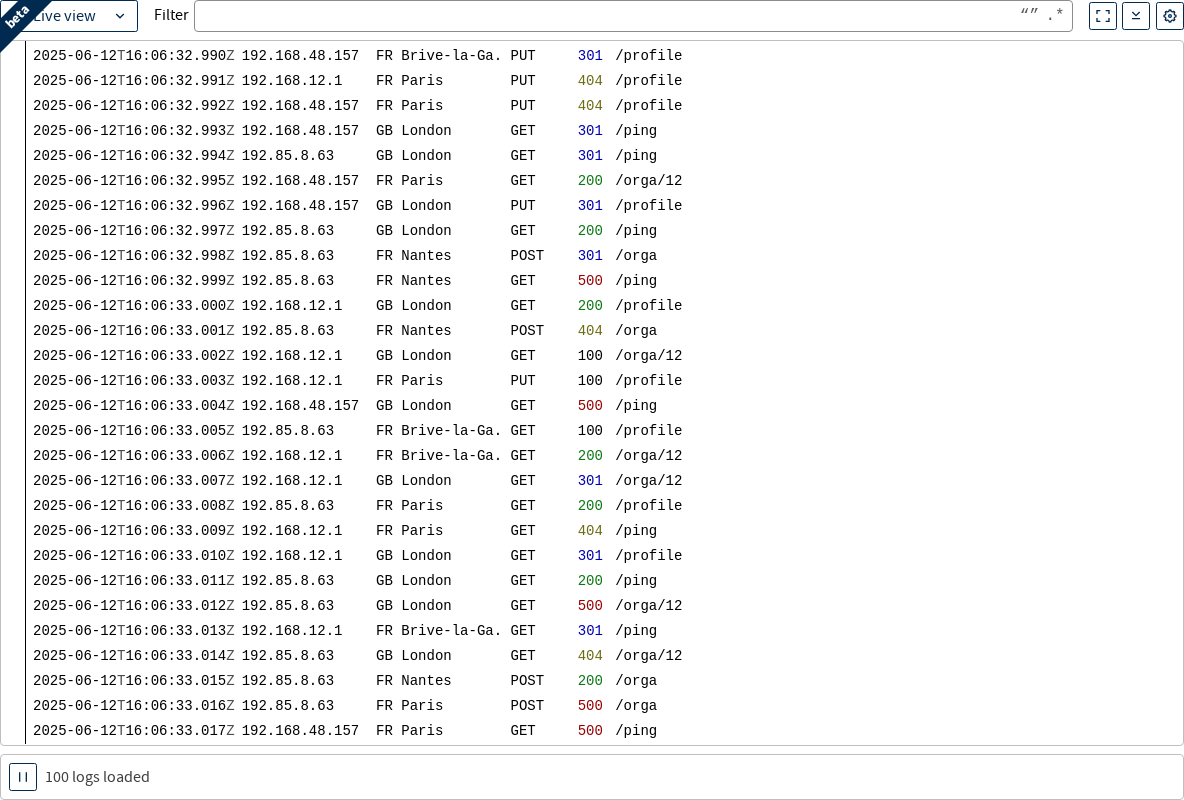 beta
Live view
Filter
“” .*
2025-06-12T16:06:32.990Z 192.168.48.157 FR Brive-la-Ga. PUT 301 /profile
2025-06-12T16:06:32.991Z 192.168.12.1 FR Paris PUT 404 /profile
2025-06-12T16:06:32.992Z 192.168.48.157 FR Paris PUT 404 /profile
2025-06-12T16:06:32.993Z 192.168.48.157 GB London GET 301 /ping
2025-06-12T16:06:32.994Z 192.85.8.63 GB London GET 301 /ping
2025-06-12T16:06:32.995Z 192.168.48.157 FR Paris GET 200 /orga/12
2025-06-12T16:06:32.996Z 192.168.48.157 GB London PUT 301 /profile
2025-06-12T16:06:32.997Z 192.85.8.63 GB London GET 200 /ping
2025-06-12T16:06:32.998Z 192.85.8.63 FR Nantes POST 301 /orga
2025-06-12T16:06:32.999Z 192.85.8.63 FR Nantes GET 500 /ping
2025-06-12T16:06:33.000Z 192.168.12.1 GB London GET 200 /profile
2025-06-12T16:06:33.001Z 192.85.8.63 FR Nantes POST 404 /orga
2025-06-12T16:06:33.002Z 192.168.12.1 GB London GET 100 /orga/12
2025-06-12T16:06:33.003Z 192.168.12.1 FR Paris PUT 100 /profile
2025-06-12T16:06:33.004Z 192.168.48.157 GB London GET 500 /ping
2025-06-12T16:06:33.005Z 192.85.8.63 FR Brive-la-Ga. GET 100 /profile
2025-06-12T16:06:33.006Z 192.168.12.1 FR Brive-la-Ga. GET 200 /orga/12
2025-06-12T16:06:33.007Z 192.168.12.1 GB London GET 301 /orga/12
2025-06-12T16:06:33.008Z 192.85.8.63 FR Paris GET 200 /profile
2025-06-12T16:06:33.009Z 192.168.12.1 FR Paris GET 404 /ping
2025-06-12T16:06:33.010Z 192.168.12.1 GB London GET 301 /profile
2025-06-12T16:06:33.011Z 192.85.8.63 GB London GET 200 /ping
2025-06-12T16:06:33.012Z 192.85.8.63 GB London GET 500 /orga/12
2025-06-12T16:06:33.013Z 192.168.12.1 FR Brive-la-Ga. GET 301 /ping
2025-06-12T16:06:33.014Z 192.85.8.63 GB London GET 404 /orga/12
2025-06-12T16:06:33.015Z 192.85.8.63 FR Nantes POST 200 /orga
2025-06-12T16:06:33.016Z 192.85.8.63 FR Paris POST 500 /orga
2025-06-12T16:06:33.017Z 192.168.48.157 FR Paris GET 500 /ping
100 logs loaded